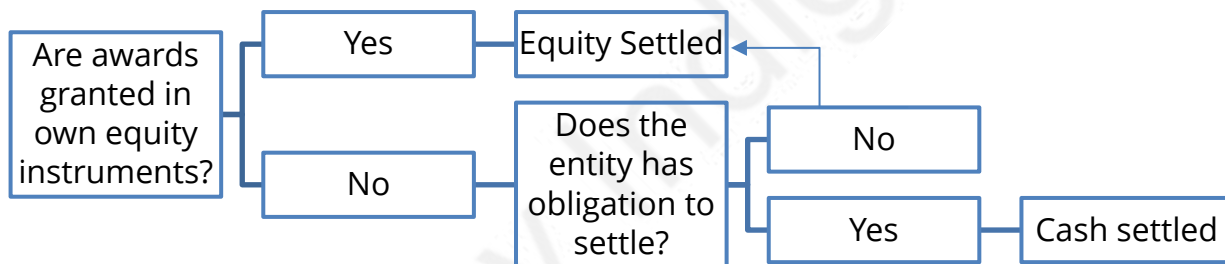 Are awards
granted in
own equity
instruments?
Yes
Equity Settled
No
Does the
entity has
obligation to
settle?
No
Yes
Cash settled